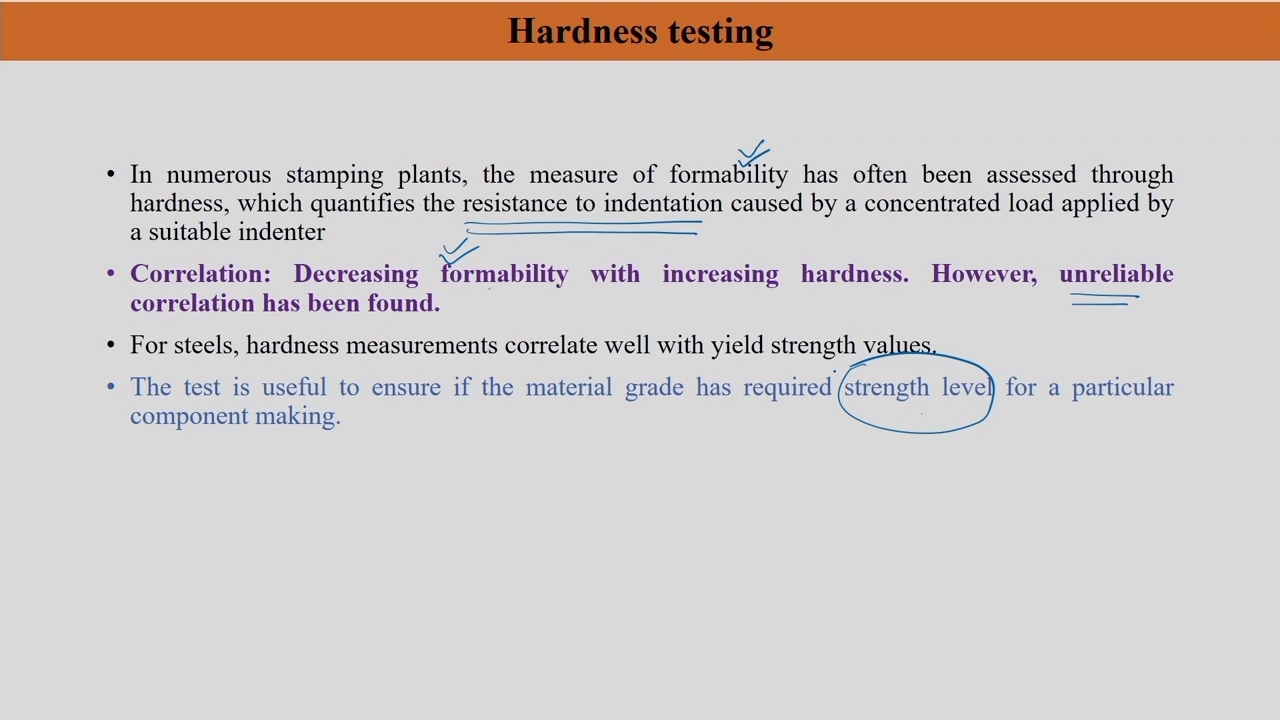 Hardness testing
• In numerous stamping plants, the measure of formability has often been assessed through
hardness, which quantifies the resistance to indentation caused by a concentrated load applied by
a suitable indenter
• Correlation: Decreasing formability with increasing hardness. However, unreliable
correlation has been found.
• For steels, hardness measurements correlate well with yield strength values.
• The test is useful to ensure if the material grade has required strength level for a particular
component making.